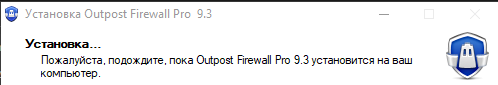 Установка Outpost Firewall Pro 9.3
Установка...
Пожалуйста, подождите, пока Outpost Firewall Pro 9.3 установится на ваш
компьютер.